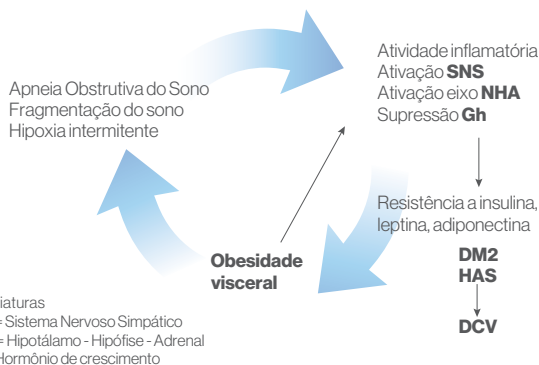 Apneia Obstrutiva do Sono
Fragmentação do sono
Hipoxia intermitente
Atividade inflamatória
Ativação SNS
Ativação eixo NHA
Supressão Gh
Resistência a insulina,
leptina, adiponectina
DM2
HAS
DCV
Obesidade
visceral
iaturas
= Sistema Nervoso Simpático
= Hipotálamo - Hipófise - Adrenal
Hormônio de crescimento